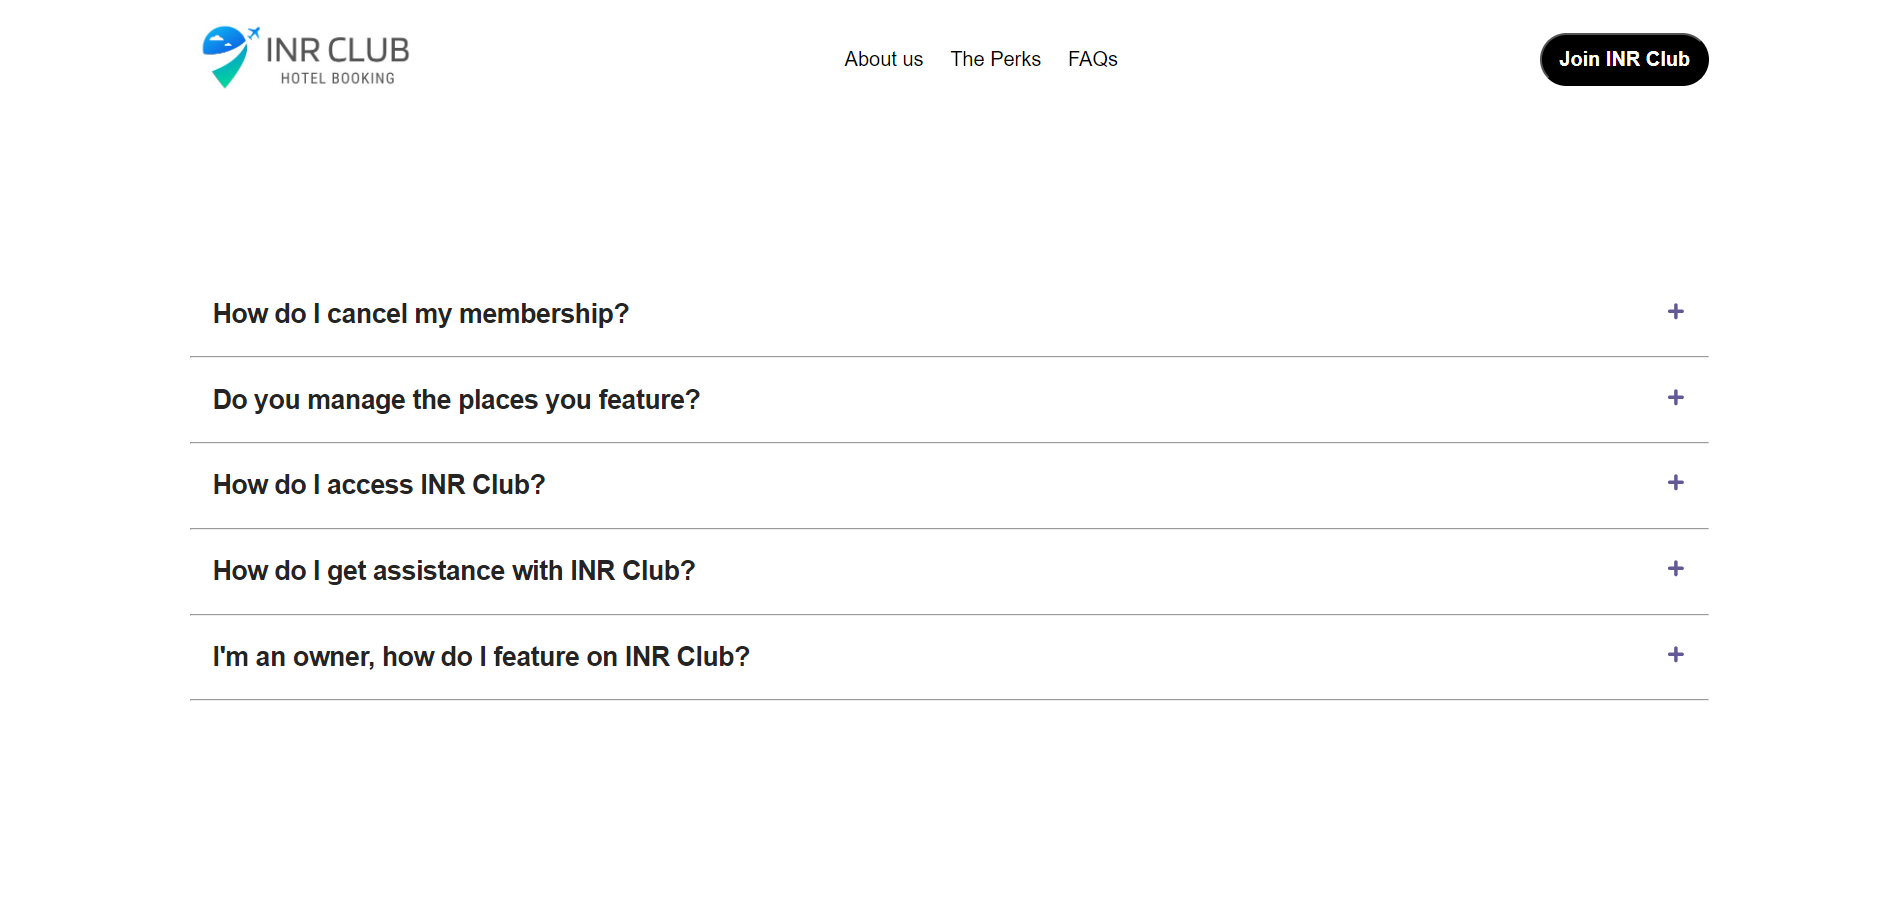 INR CLUB
HOTEL BOOKING
About us The Perks FAQs
Join INR Club
How do I cancel my membership?
Do you manage the places you feature?
How do I access INR Club?
How do I get assistance with INR Club?
I'm an owner, how do I feature on INR Club?